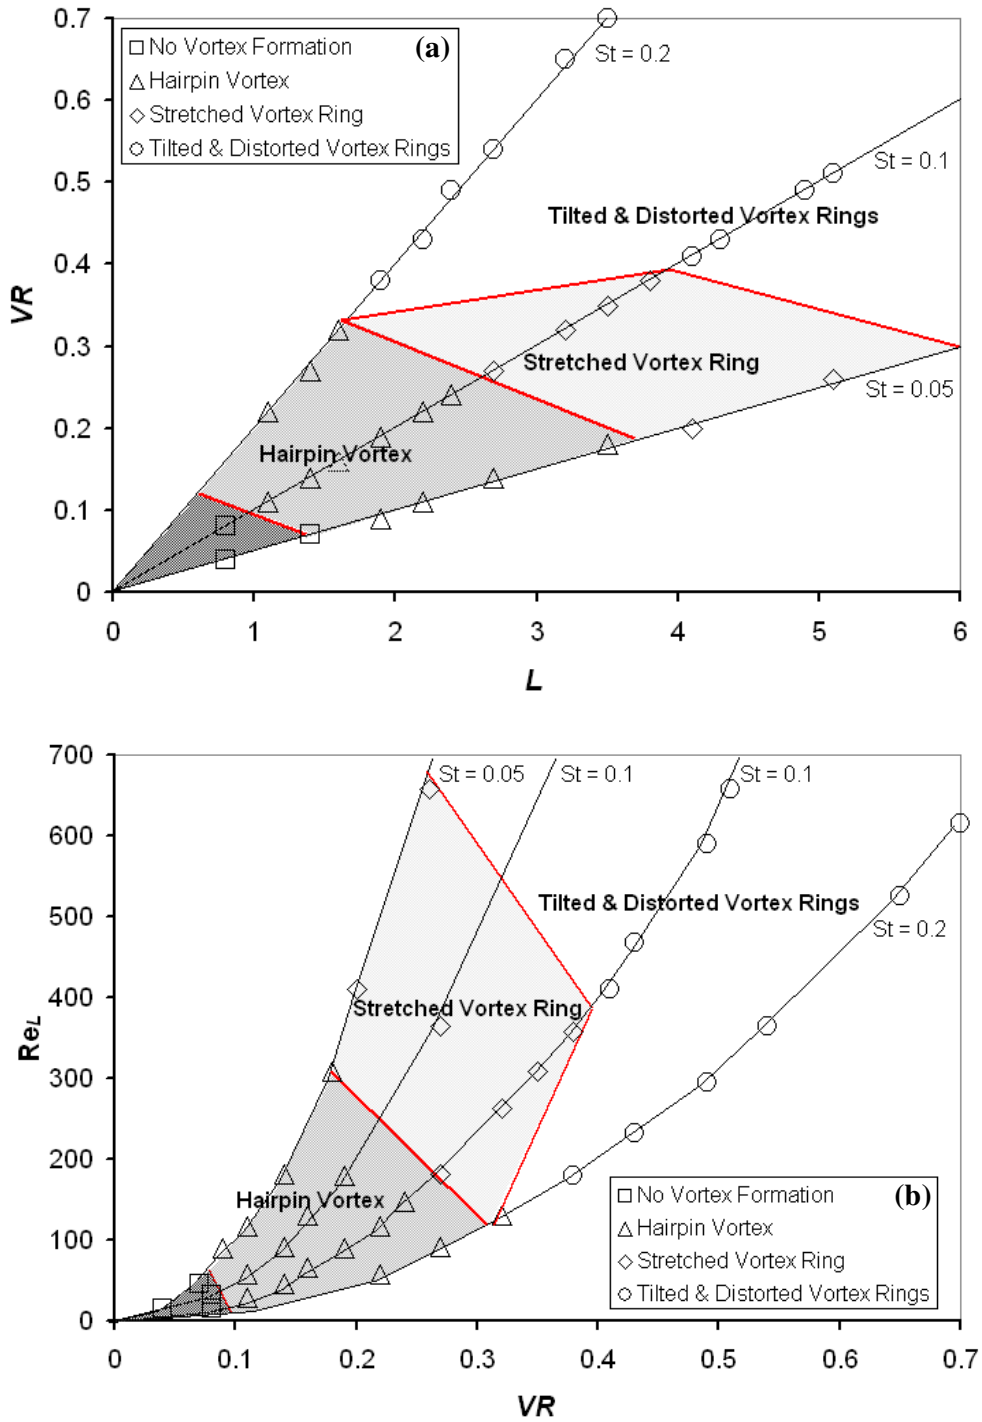 0.7
No Vortex Formation
(a)
Hairpin Vortex
Stretched Vortex Ring
Tilted & Distorted Vortex Rings
St = 0.2
0.6
St = 0.1
0.5
Tilted & Distorted Vortex Rings
0.4
VR
0.3
Stretched Vortex Ring
St = 0.05
0.2
Hairpin Vortex
0.1
0
0 1 2 3 4 5 6
L
700
St = 0.05 St = 0.1 St = 0.1
600
500
Tilted & Distorted Vortex Rings
St = 0.2
400
Stretched Vortex Ring
ReL
300
200
Hairpin Vortex
No Vortex Formation
(b)
Hairpin Vortex
Stretched Vortex Ring
Tilted & Distorted Vortex Rings
100
0
0 0.1 0.2 0.3 0.4 0.5 0.6 0.7
VR